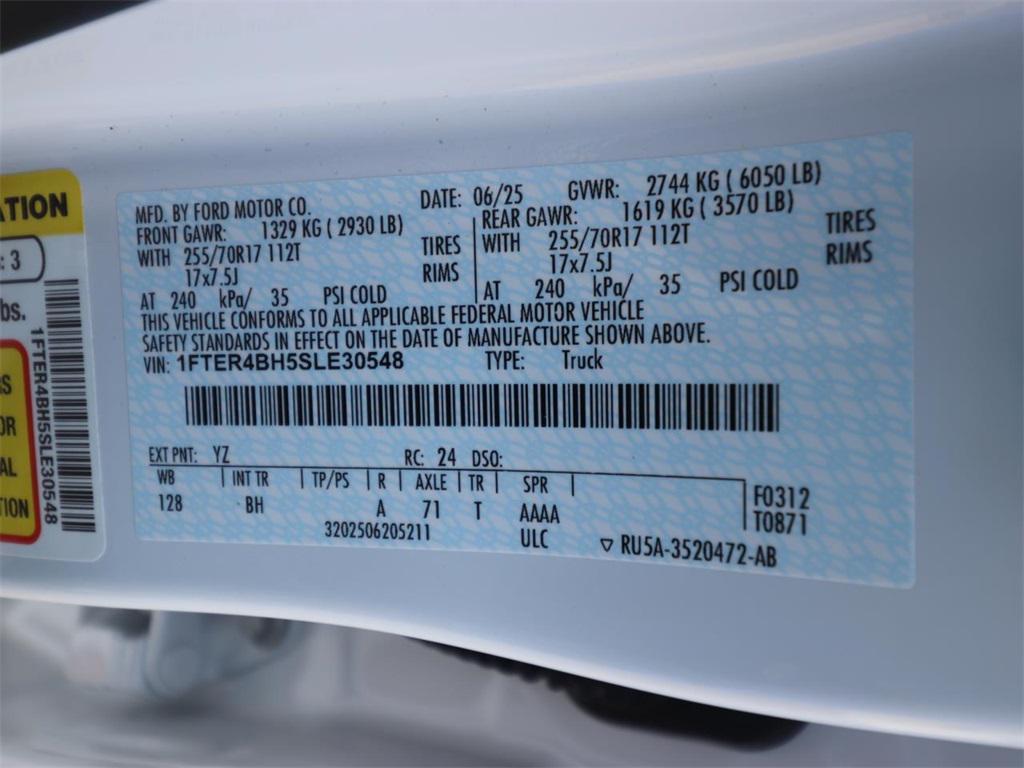 ATION
: 3
bs.
1FTER4BH5SLE30548
RS
OR
AL
TION
MFD. BY FORD MOTOR CO.
DATE: 06/25 GVWR: 2744 KG ( 6050 LB)
FRONT GAWR: 1329 KG ( 2930 LB)
WITH 255/70R17 112T TIRES
17x7.5J RIMS
AT 240 kPa/ 35 PSI COLD
REAR GAWR: 1619 KG ( 3570 LB)
WITH 255/70R17 112T TIRES
17x7.5J RIMS
AT 240 kPa/ 35 PSI COLD
THIS VEHICLE CONFORMS TO ALL APPLICABLE FEDERAL MOTOR VEHICLE
SAFETY STANDARDS IN EFFECT ON THE DATE OF MANUFACTURE SHOWN ABOVE.
VIN: 1FTER4BH5SLE30548 TYPE: Truck
EXT PNT: YZ RC: 24 DSO:
WB INT TR TP/PS R AXLE TR SPR
128 BH A 71 T AAAA
F0312
T0871
3202506205211 ULC
▽ RU5A-3520472-AB